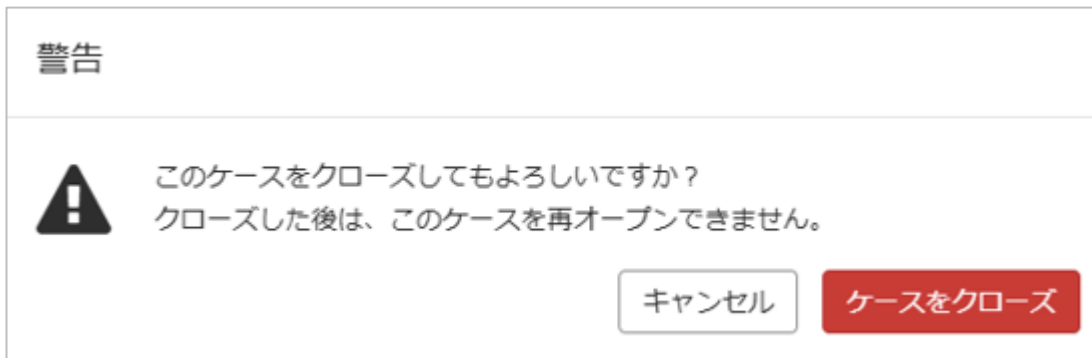 警告
このケースをクローズしてもよろしいですか？
クローズした後は、このケースを再オープンできません。
キャンセル
ケースをクローズ